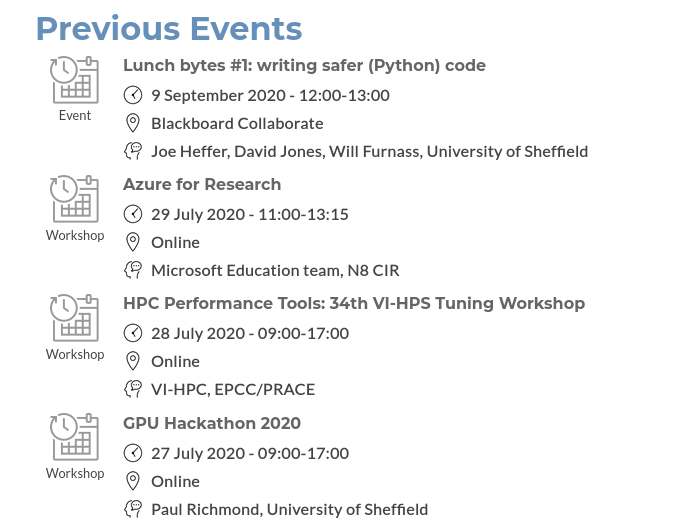 Previous Events
Lunch bytes #1: writing safer (Python) code
9 September 2020 - 12:00-13:00
Event
Blackboard Collaborate
Joe Heffer, David Jones, Will Furnass, University of Sheffield
Azure for Research
29 July 2020 - 11:00-13:15
Workshop
Online
Microsoft Education team, N8 CIR
HPC Performance Tools: 34th VI-HPS Tuning Workshop
28 July 2020 - 09:00-17:00
Workshop
Online
VI-HPC, EPCC/PRACE
GPU Hackathon 2020
27 July 2020 - 09:00-17:00
Workshop
Online
Paul Richmond, University of Sheffield